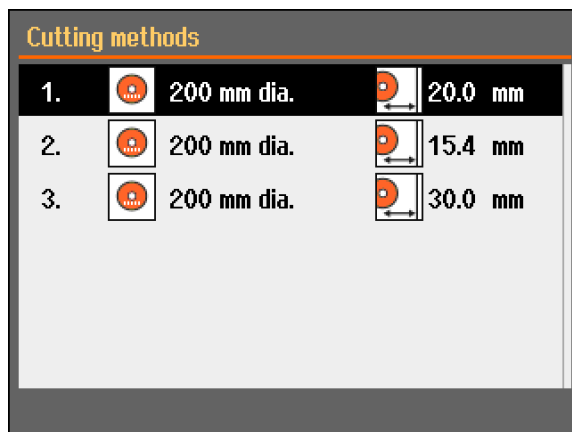 Cutting methods
1. 200 mm dia. 20.0 mm
2. 200 mm dia. 15.4 mm
3. 200 mm dia. 30.0 mm